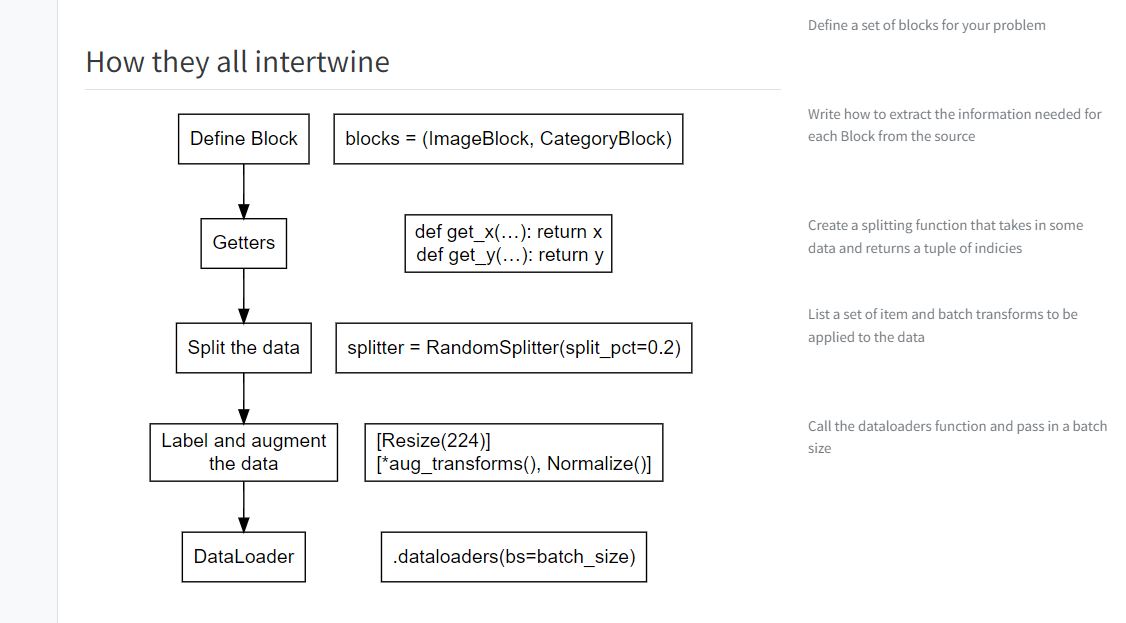 Define a set of blocks for your problem
How they all intertwine
Define Block
blocks = (ImageBlock, CategoryBlock)
Write how to extract the information needed for
each Block from the source
Getters
def get_x(…): return x
def get_y(…): return y
Create a splitting function that takes in some
data and returns a tuple of indicies
Split the data
splitter = RandomSplitter(split_pct=0.2)
List a set of item and batch transforms to be
applied to the data
Label and augment
the data
[Resize(224)]
[*aug_transforms(), Normalize()]
Call the dataloaders function and pass in a batch
size
DataLoader
.dataloaders(bs=batch_size)